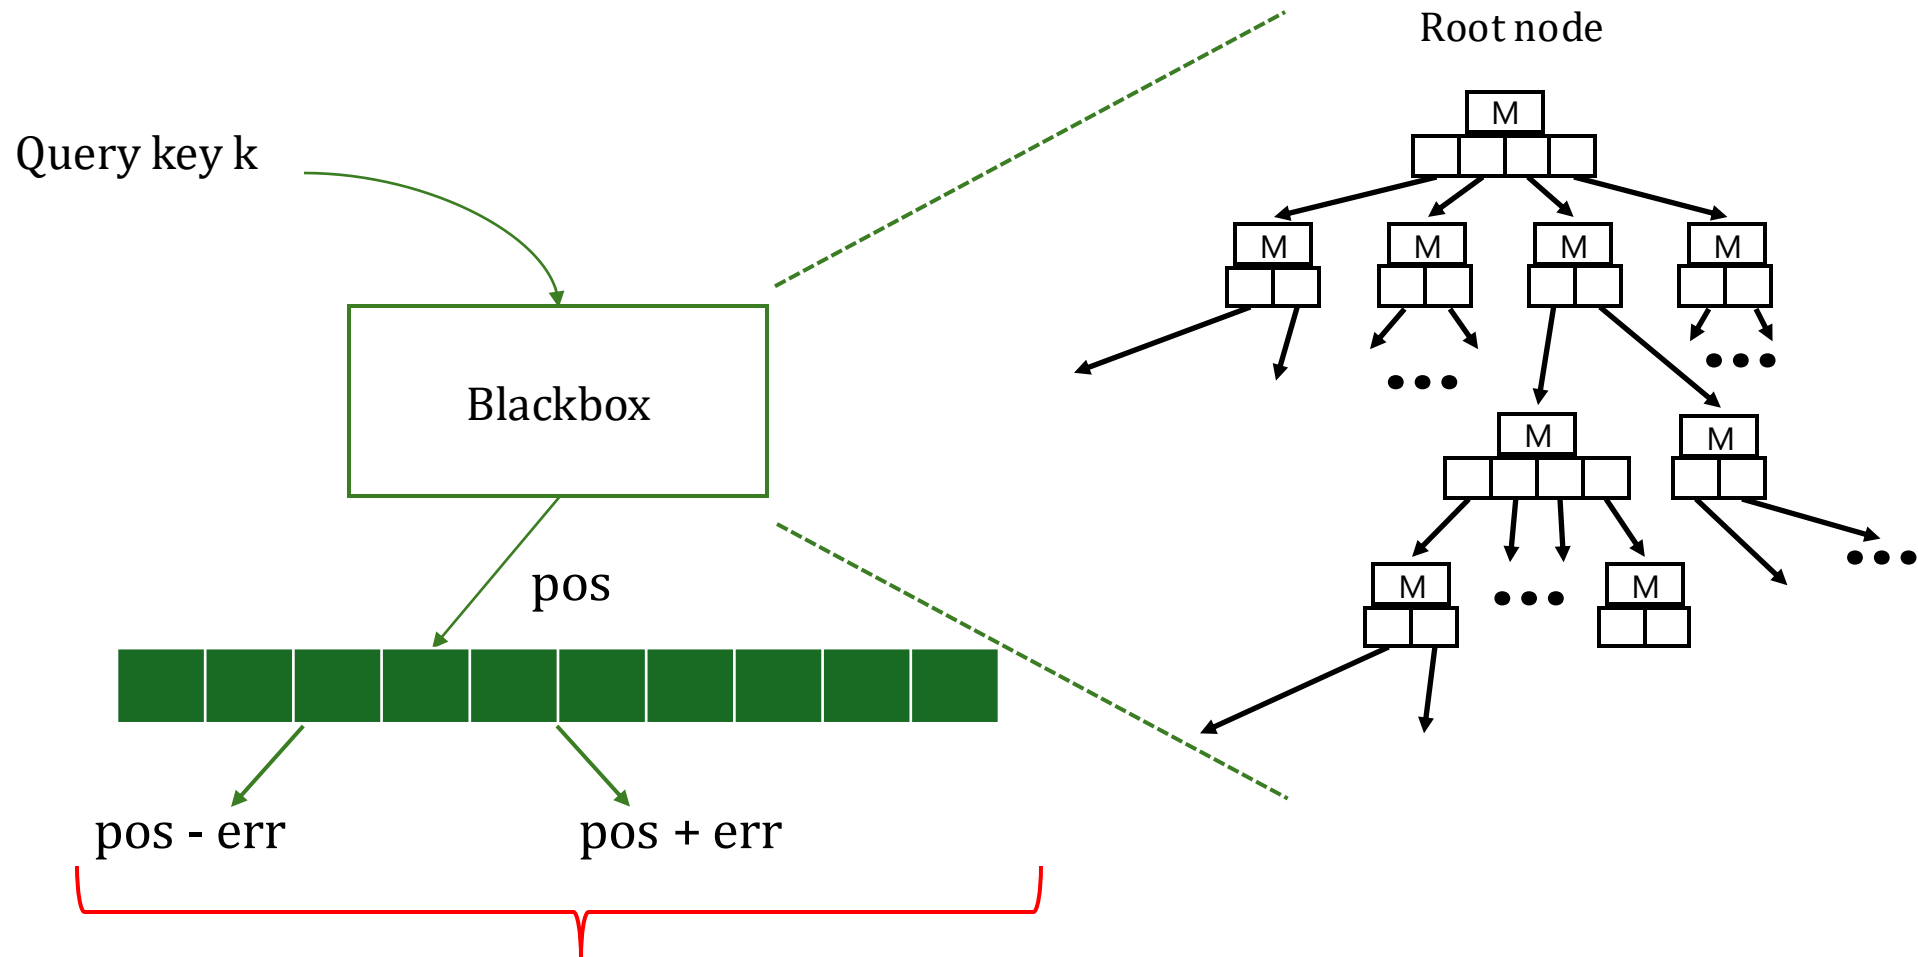 Root node
Query key k
Blackbox
pos
pos - err
pos + err
M
M
M
M
M
M
M
M
M